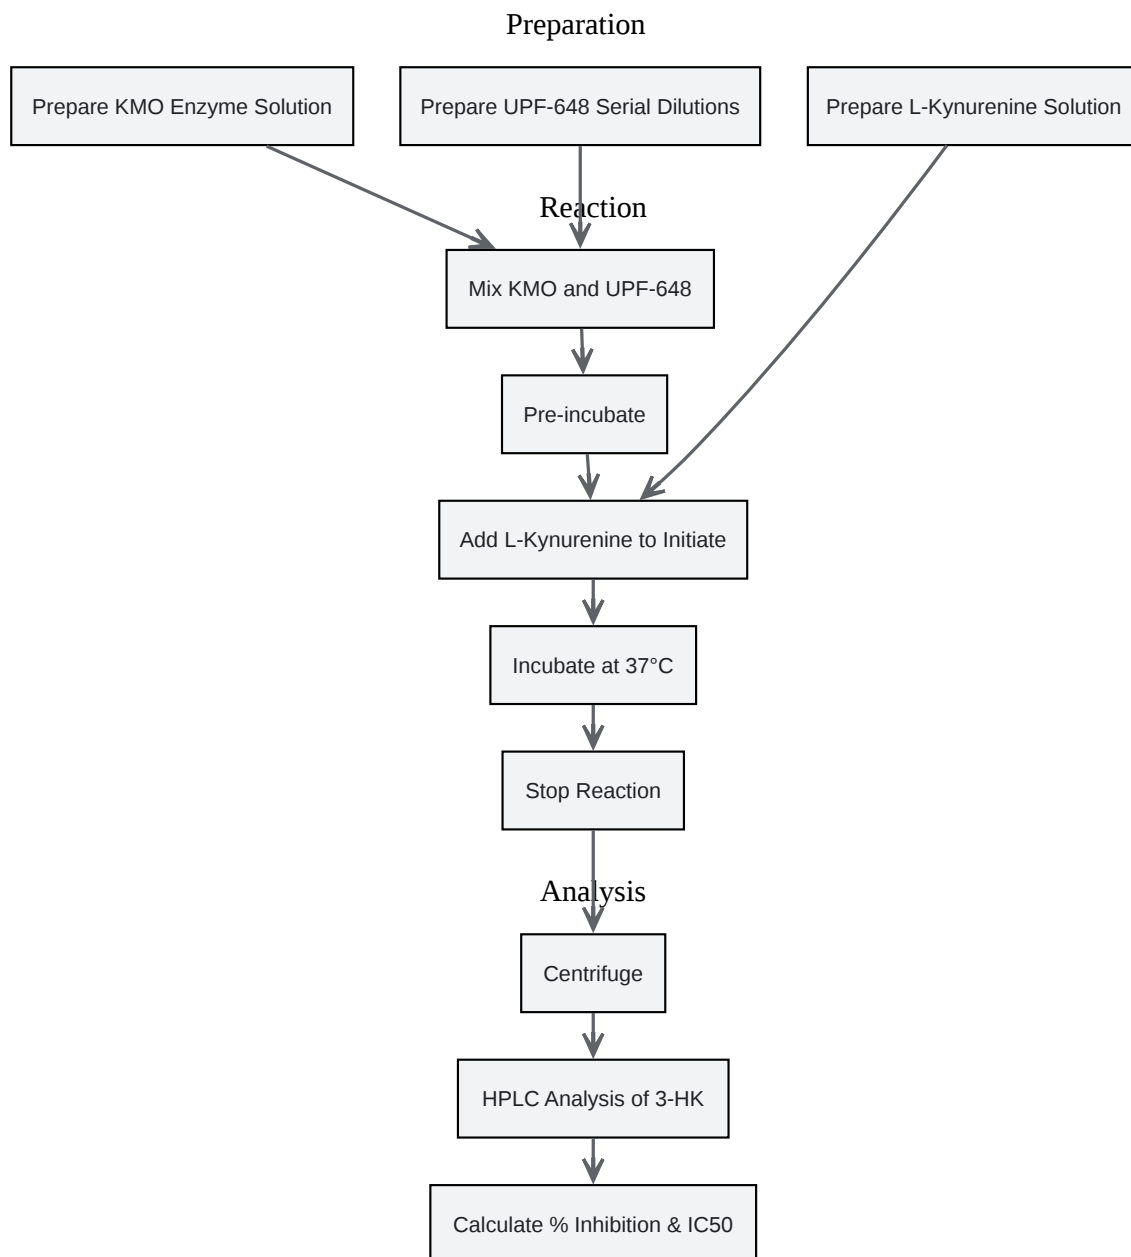 Preparation
Prepare KMO Enzyme Solution
Prepare UPF-648 Serial Dilutions
Prepare L-Kynurenine Solution
Reaction
Mix KMO and UPF-648
Pre-incubate
Add L-Kynurenine to Initiate
Incubate at 37°C
Stop Reaction
Analysis
Centrifuge
HPLC Analysis of 3-HK
Calculate % Inhibition & IC50